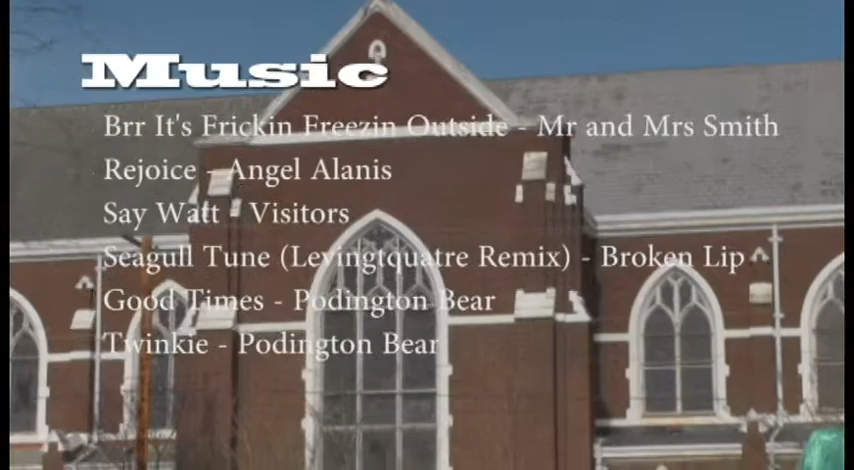 Music
Brr It's Frickin Freezin Outside - Mr and Mrs Smith
Rejoice - Angel Alanis
Say Watt - Visitors
Seagull Tune (Levingtquatre Remix) - Broken Lip
Good Times - Podington Bear
Twinkie - Podington Bear